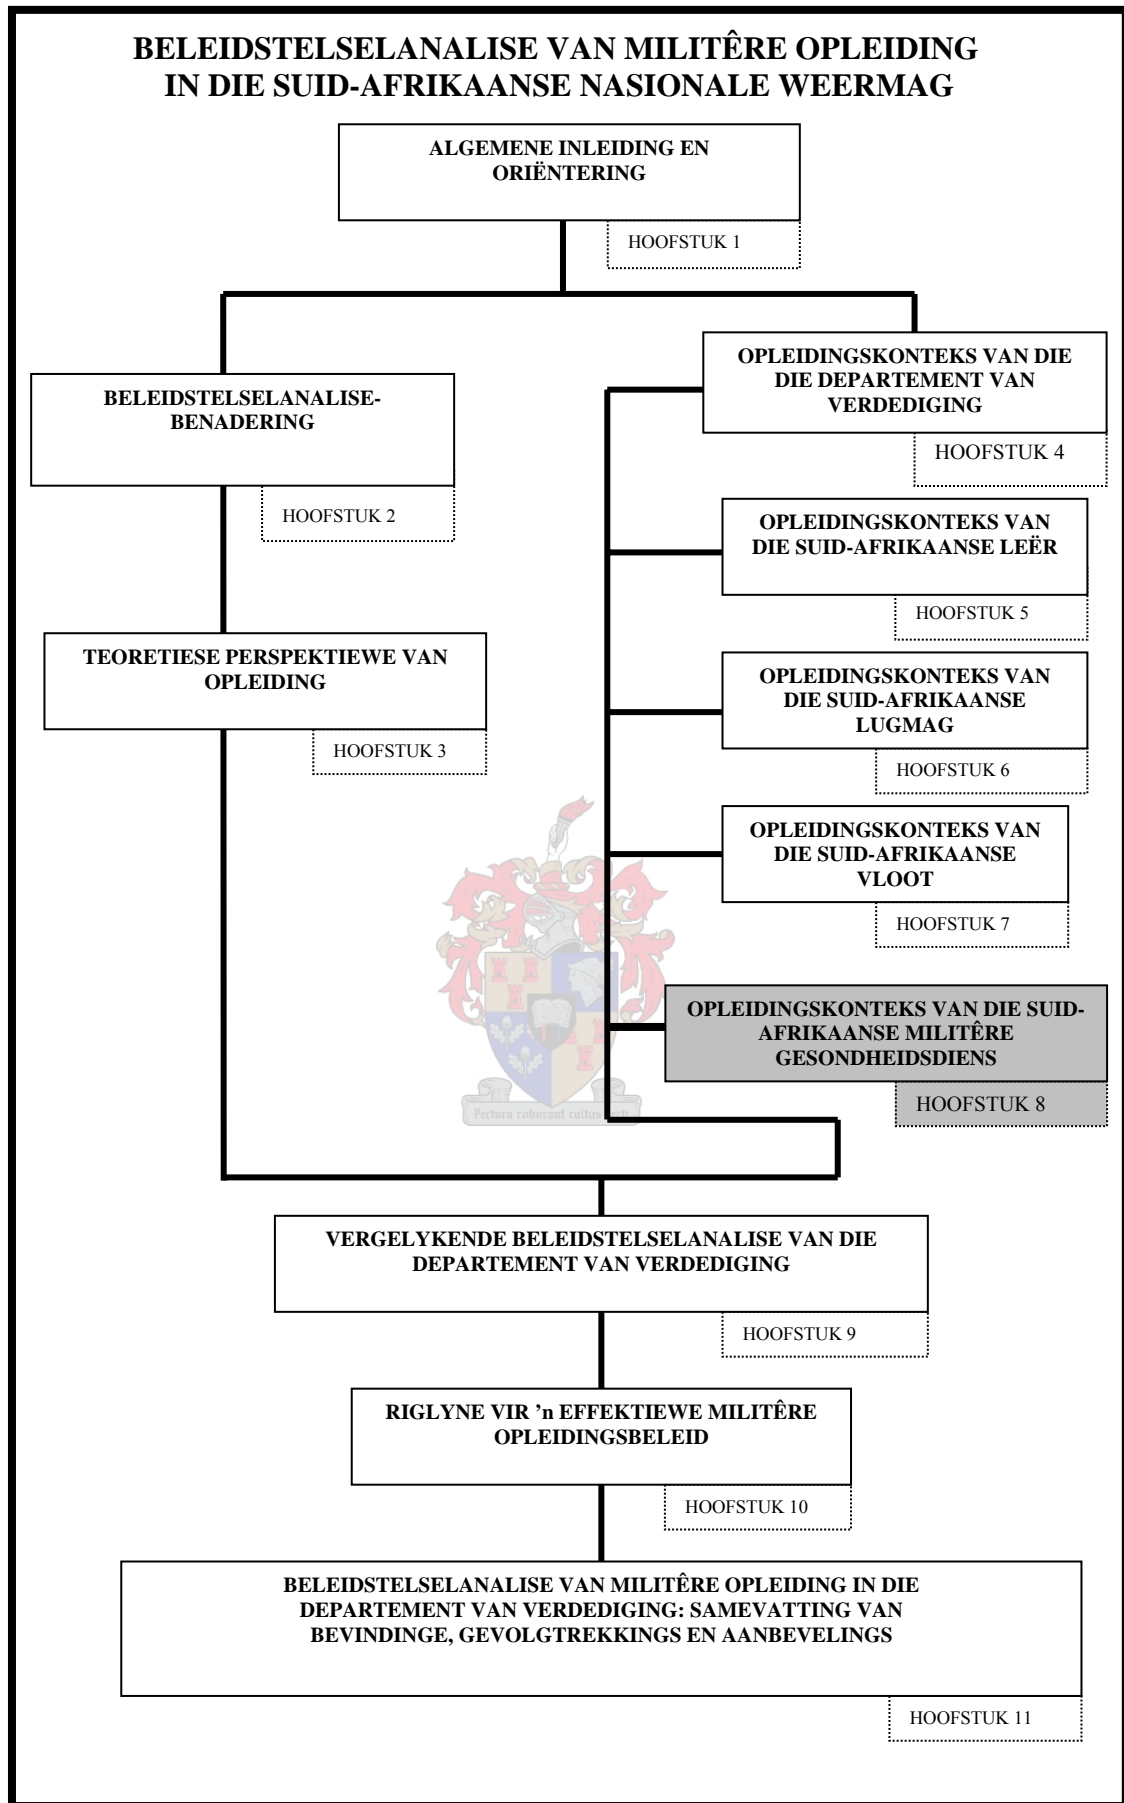 BELEIDSTELSELANALISE VAN MILITÊRE OPLEIDING
IN DIE SUID-AFRIKAANSE NASIONALE WEERMAG
ALGEMENE INLEIDING EN
ORIËNTERING
HOOFSTUK 1
BELEIDSTELSELANALISE-
BENADERING
HOOFSTUK 2
TEORETIESE PERSPEKTIEWE VAN
OPLEIDING
HOOFSTUK 3
OPLEIDINGSKONTEKS VAN DIE
DIE DEPARTEMENT VAN
VERDEDIGING
HOOFSTUK 4
OPLEIDINGSKONTEKS VAN
DIE SUID-AFRIKAANSE LEËR
HOOFSTUK 5
OPLEIDINGSKONTEKS VAN
DIE SUID-AFRIKAANSE
LUGMAG
HOOFSTUK 6
OPLEIDINGSKONTEKS VAN
DIE SUID-AFRIKAANSE
VLOOT
HOOFSTUK 7
OPLEIDINGSKONTEKS VAN DIE SUID-
AFRIKAANSE MILITÊRE
GESONDHEIDSDIENS
HOOFSTUK 8
Pectora roborant cultus recti
VERGELYKENDE BELEIDSTELSELANALISE VAN DIE
DEPARTEMENT VAN VERDEDIGING
HOOFSTUK 9
RIGLYNE VIR 'n EFFEKTIEWE MILITÊRE
OPLEIDINGSBELEID
HOOFSTUK 10
BELEIDSTELSELANALISE VAN MILITÊRE OPLEIDING IN DIE
DEPARTEMENT VAN VERDEDIGING: SAMEVATTING VAN
BEVINDINGE, GEVOLGTREKKINGS EN AANBEVELINGS
HOOFSTUK 11